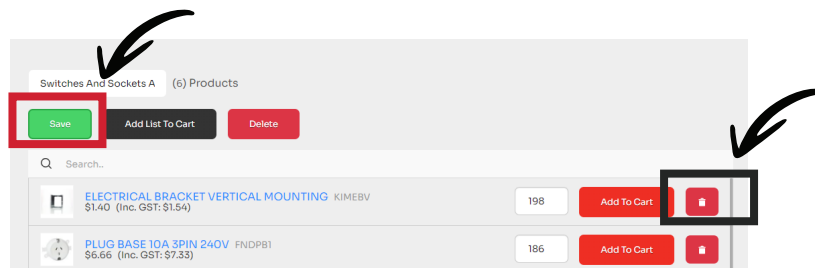 Switches And Sockets A (6) Products
Save Add List To Cart Delete
Search..
ELECTRICAL BRACKET VERTICAL MOUNTING KIMEBV 198 Add To Cart
$1.40 (Inc. GST: $1.54)
PLUG BASE 10A 3PIN 240V FNDPB1 186 Add To Cart
$6.66 (Inc. GST: $7.33)